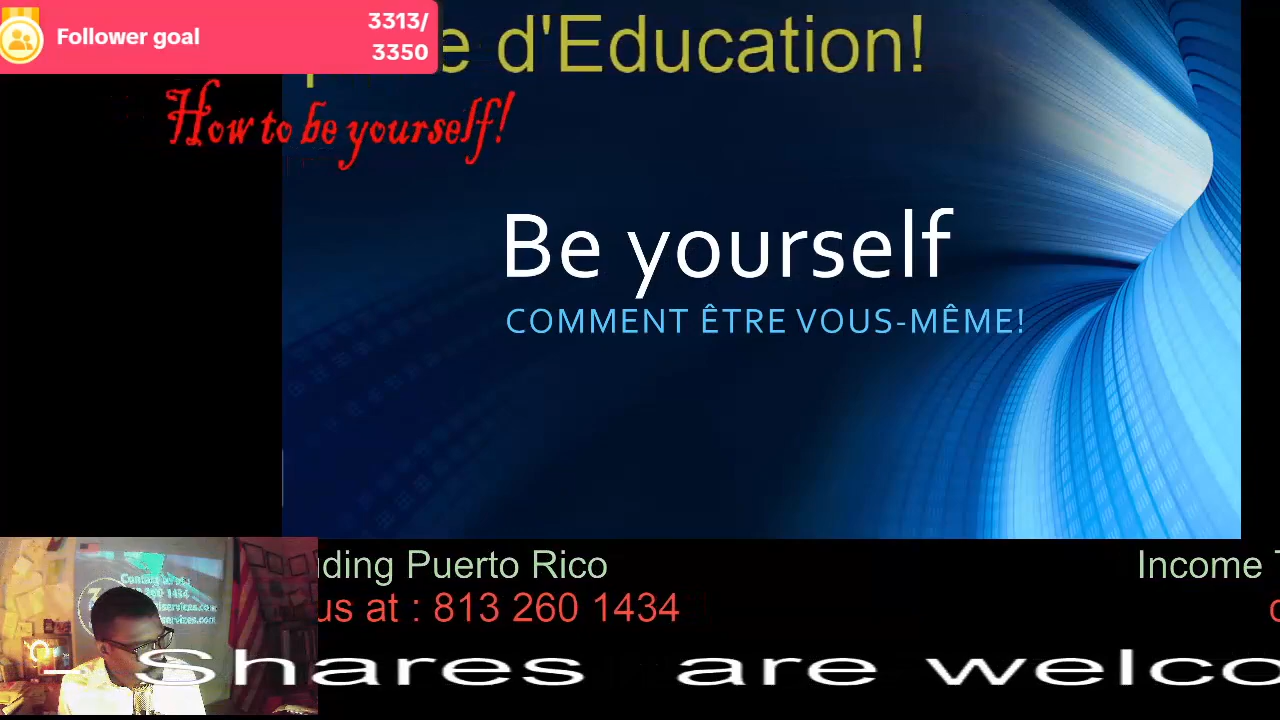 Follower goal
3313/
3350
e d'Education!
How to be yourself!
Be yourself
COMMENT ÊTRE VOUS-MÊME!
uding Puerto Rico
Income
us at : 813 260 1434
Shares are welco